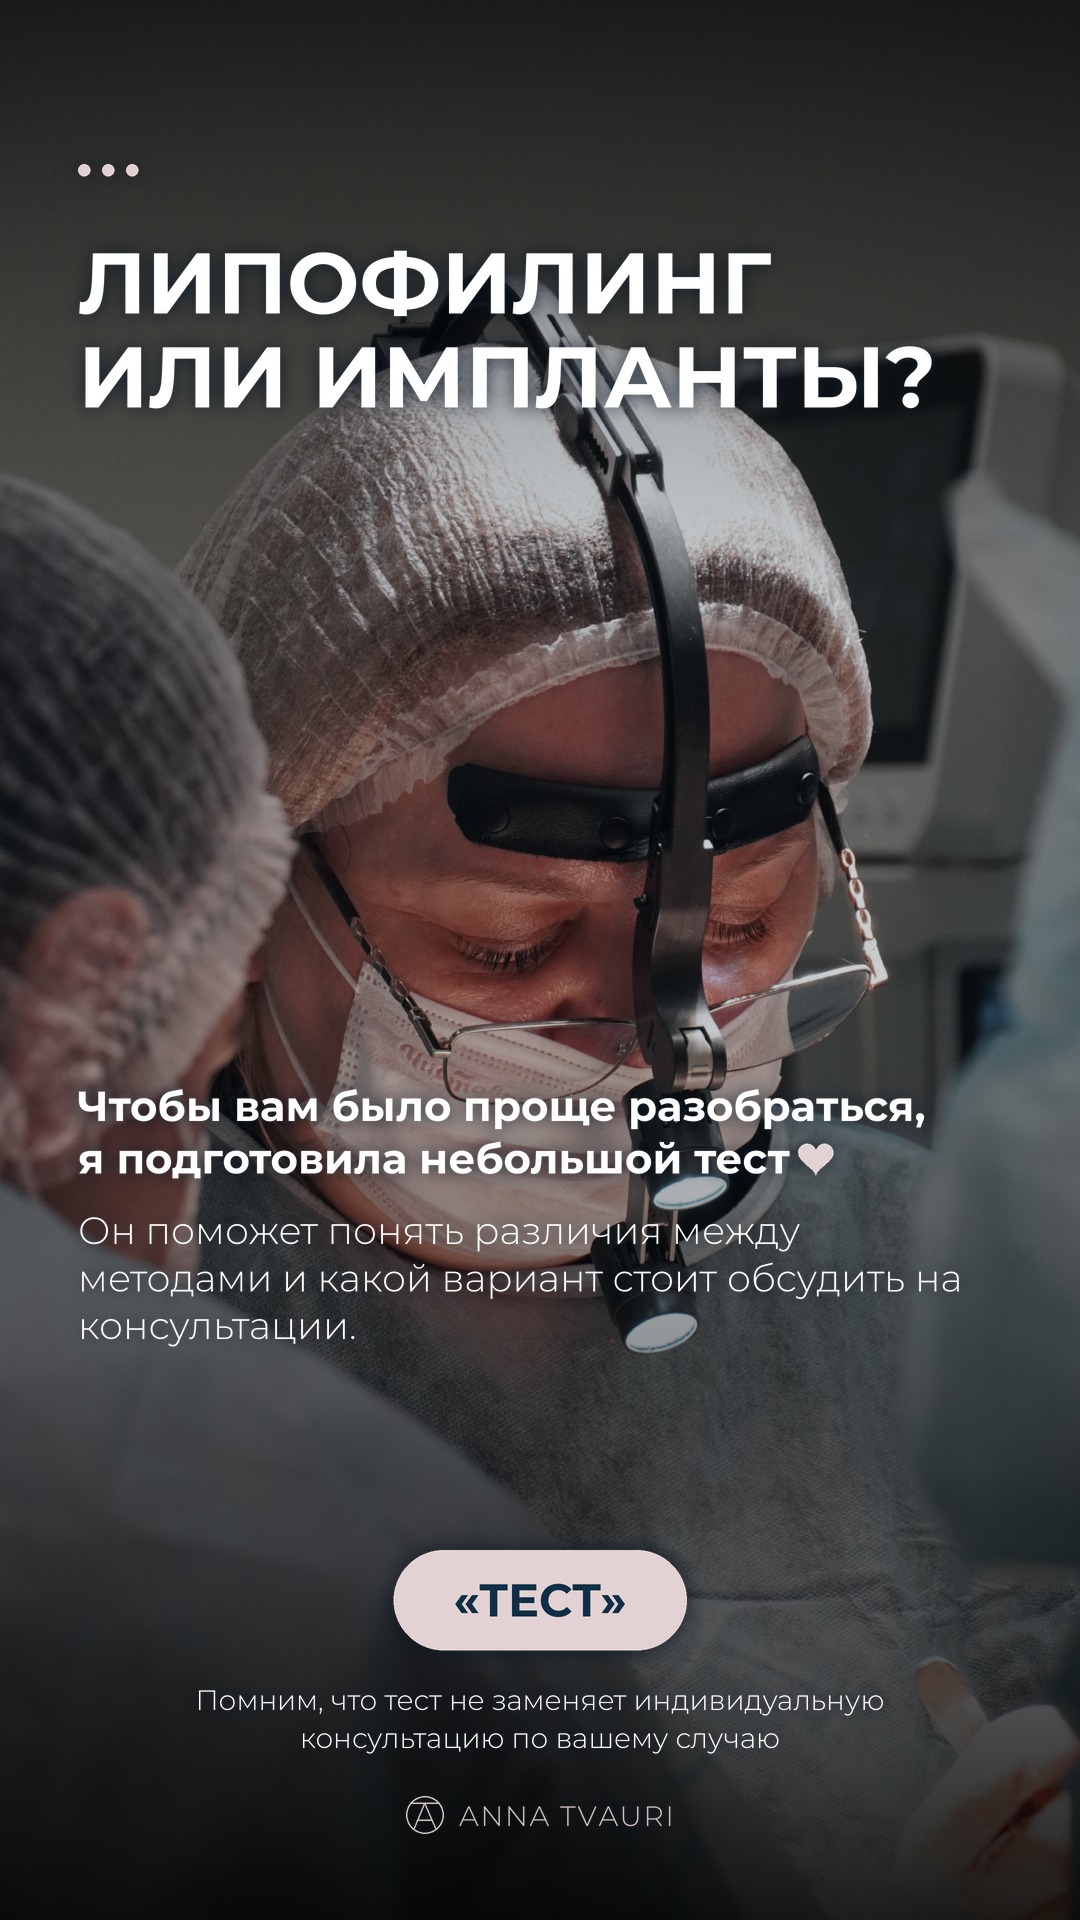 ЛИПОФИЛИНГ
ИЛИ ИМПЛАНТЫ?
Чтобы вам было проще разобраться,
я подготовила небольшой тест
Он поможет понять различия между
методами и какой вариант стоит обсудить на
консультации.
«ТЕСТ»
Помним, что тест не заменяет индивидуальную
консультацию по вашему случаю
ANNA TVAURI